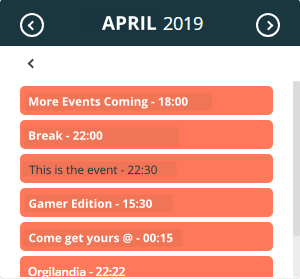 APRIL 2019
More Events Coming - 18:00
Break - 22:00
This is the event - 22:30
Gamer Edition - 15:30
Come get yours @ - 00:15
Orgilandia - 22:22